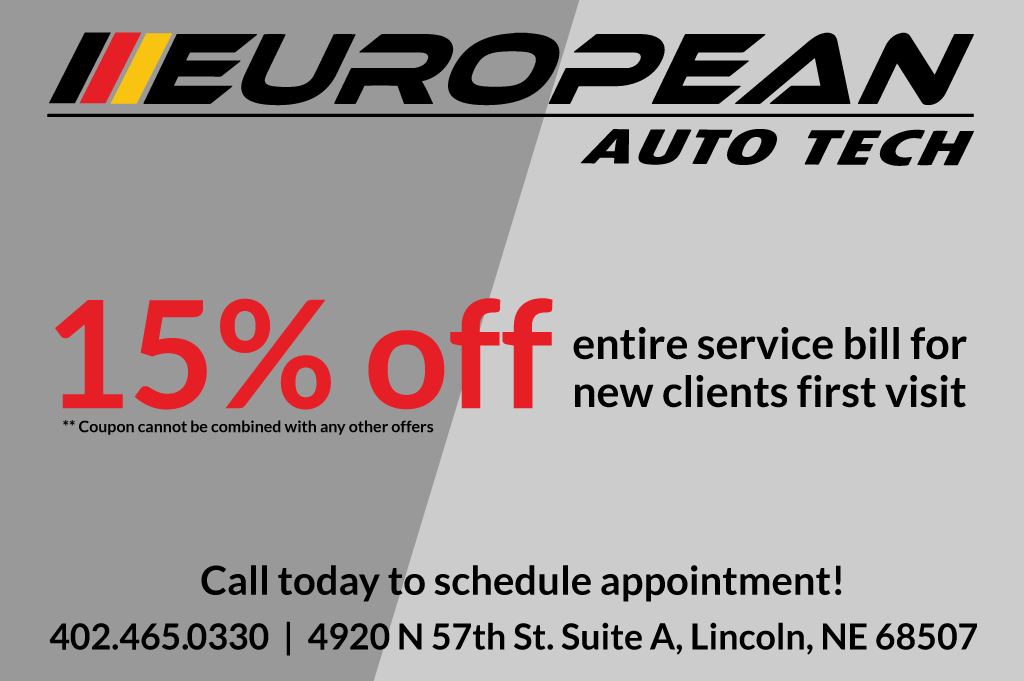 EUROPEAN
AUTO TECH
15% off
entire service bill for
new clients first visit
** Coupon cannot be combined with any other offers
Call today to schedule appointment!
402.465.0330 | 4920 N 57th St. Suite A, Lincoln, NE 68507